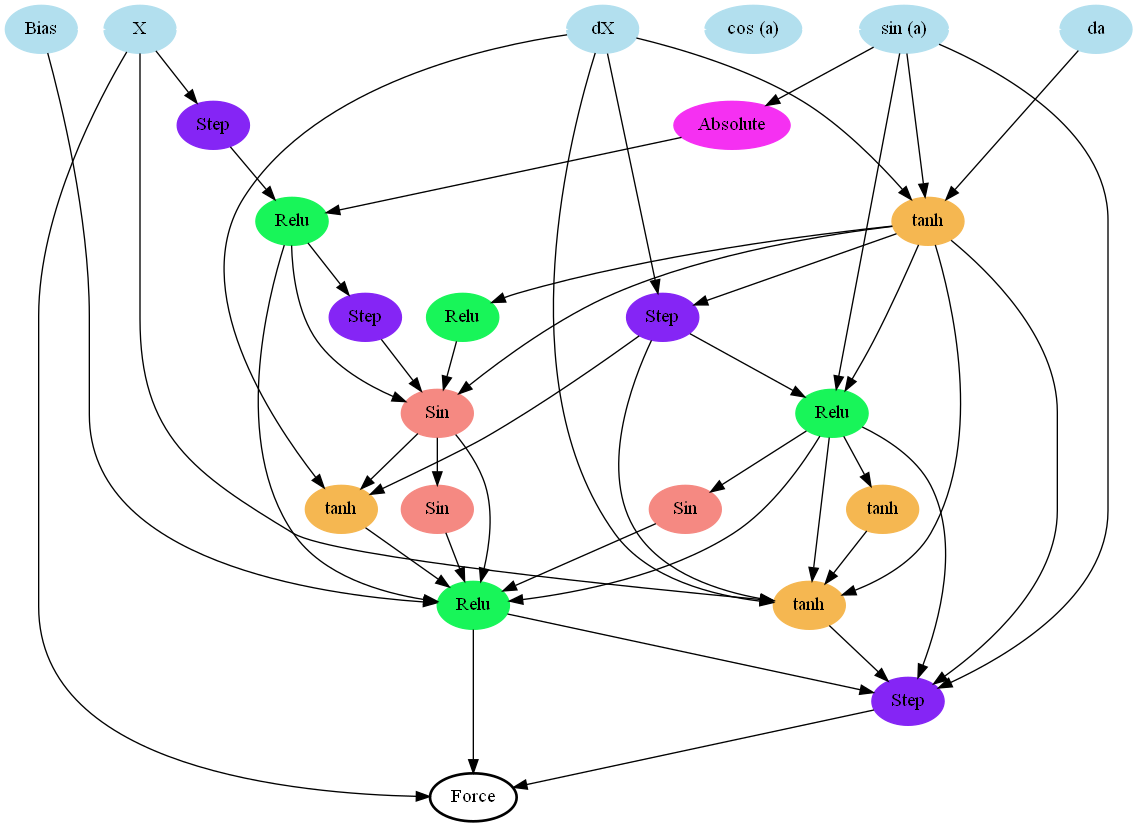 Bias X dX cos (a) sin (a) da
Step Absolute
Relu tanh
Step Relu Step
Sin Relu
tanh Sin Sin tanh
Relu tanh
Step
Force